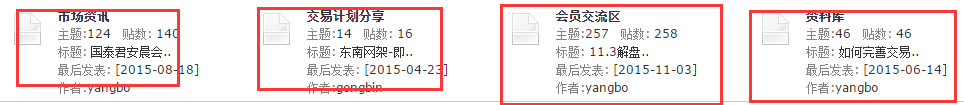 市场资讯
主题:124 贴数: 140
标题: 国泰君安晨会..
最后发表: [2015-08-18]
作者:yangbo
交易计划分享
主题:14 贴数: 16
标题: 东南网架-即..
最后发表: [2015-04-23]
作者:gongbin
会员交流区
主题:257 贴数: 258
标题: 11.3解盘..
最后发表: [2015-11-03]
作者:yangbo
资料库
主题:46 贴数: 46
标题: 如何完善交易..
最后发表: [2015-06-14]
作者:yangbo